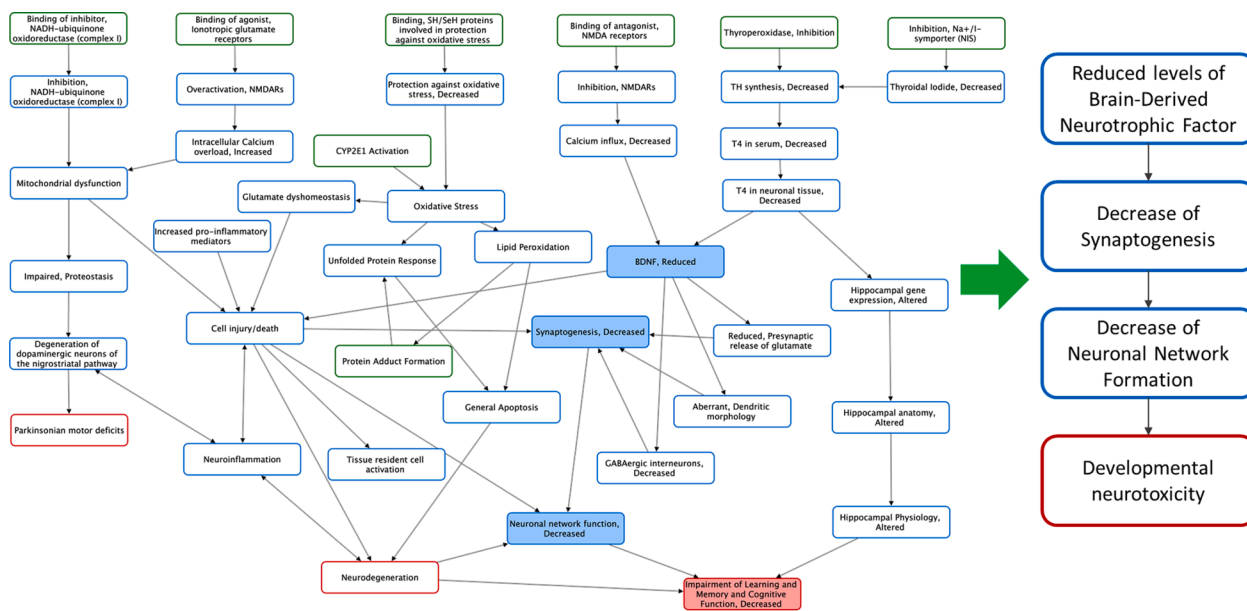 Binding of inhibitor,
NADH-ubiquinone
oxidoreductase (complex I)
Binding of agonist,
Ionotropic glutamate
receptors
Binding, SH/SeH proteins
involved in protection
against oxidative stress
Binding of antagonist,
NMDA receptors
Thyroperoxidase, Inhibition
Inhibition, Na+/I-
symporter (NIS)
Inhibition,
NADH-ubiquinone
oxidoreductase (complex I)
Overactivation, NMDARs
Protection against oxidative
stress, Decreased
Inhibition, NMDARs
TH synthesis, Decreased
Thyroidal Iodide, Decreased
Intracellular Calcium
overload, Increased
CYP2E1 Activation
Calcium influx, Decreased
T4 in serum, Decreased
Mitochondrial dysfunction
Glutamate dyshomeostasis
Oxidative Stress
T4 in neuronal tissue,
Decreased
Increased pro-inflammatory
mediators
Unfolded Protein Response
Lipid Peroxidation
BDNF, Reduced
Impaired, Proteostasis
Hippocampal gene
expression, Altered
Cell injury/death
Synaptogenesis, Decreased
Reduced, Presynaptic
release of glutamate
Degeneration of
dopaminergic neurons of
the nigrostriatal pathway
Protein Adduct Formation
General Apoptosis
Aberrant, Dendritic
morphology
Hippocampal anatomy,
Altered
Parkinsonian motor deficits
Neuroinflammation
Tissue resident cell
activation
GABAergic interneurons,
Decreased
Neuronal network function,
Decreased
Hippocampal Physiology,
Altered
Neurodegeneration
Impairment of Learning and
Memory and Cognitive
Function, Decreased
Reduced levels of
Brain-Derived
Neurotrophic Factor
Decrease of
Synaptogenesis
Decrease of
Neuronal Network
Formation
Developmental
neurotoxicity